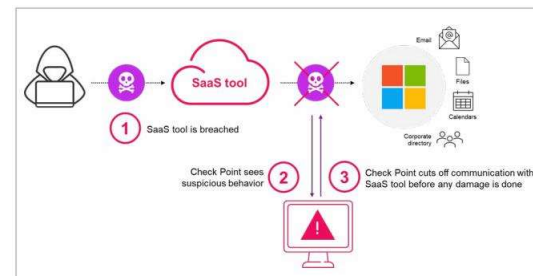 Email
SaaS tool
Files
Calendars
1
SaaS tool is breached
Corporate
directory
Check Point sees
suspicious behavior
2
3
Check Point cuts off communication with
SaaS tool before any damage is done
!